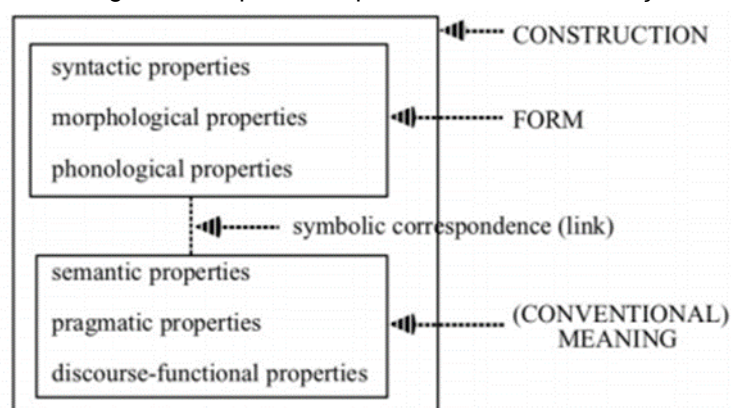 CONSTRUCTION
syntactic properties
morphological properties
FORM
phonological properties
symbolic correspondence (link)
semantic properties
pragmatic properties
(CONVENTIONAL)
MEANING
discourse-functional properties